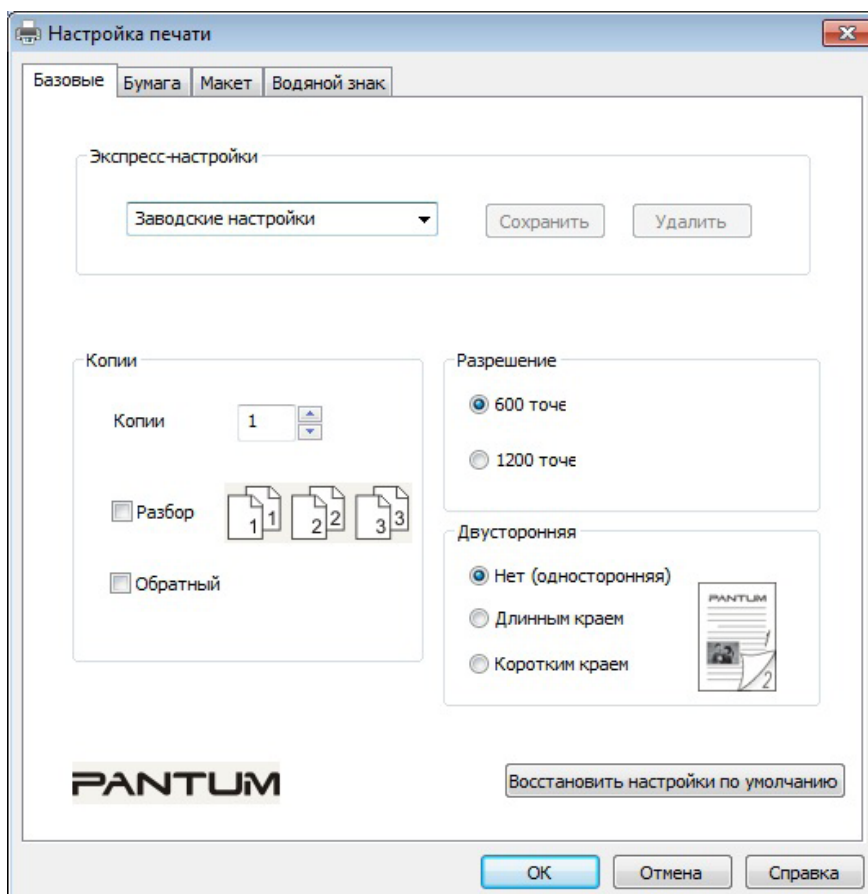 Настройка печати
Базовые Бумага Макет Водяной знак
Экспресс-настройки
Заводские настройки
Сохранить
Удалить
Копии
Копии
1
Разбор
1 1 2 2 3 3
Обратный
Разрешение
600 точе
1200 точе
Двусторонняя
Нет (односторонняя)
Длинным краем
Коротким краем
PANTUM
1
2
PANTUM
Восстановить настройки по умолчанию
ОК
Отмена
Справка